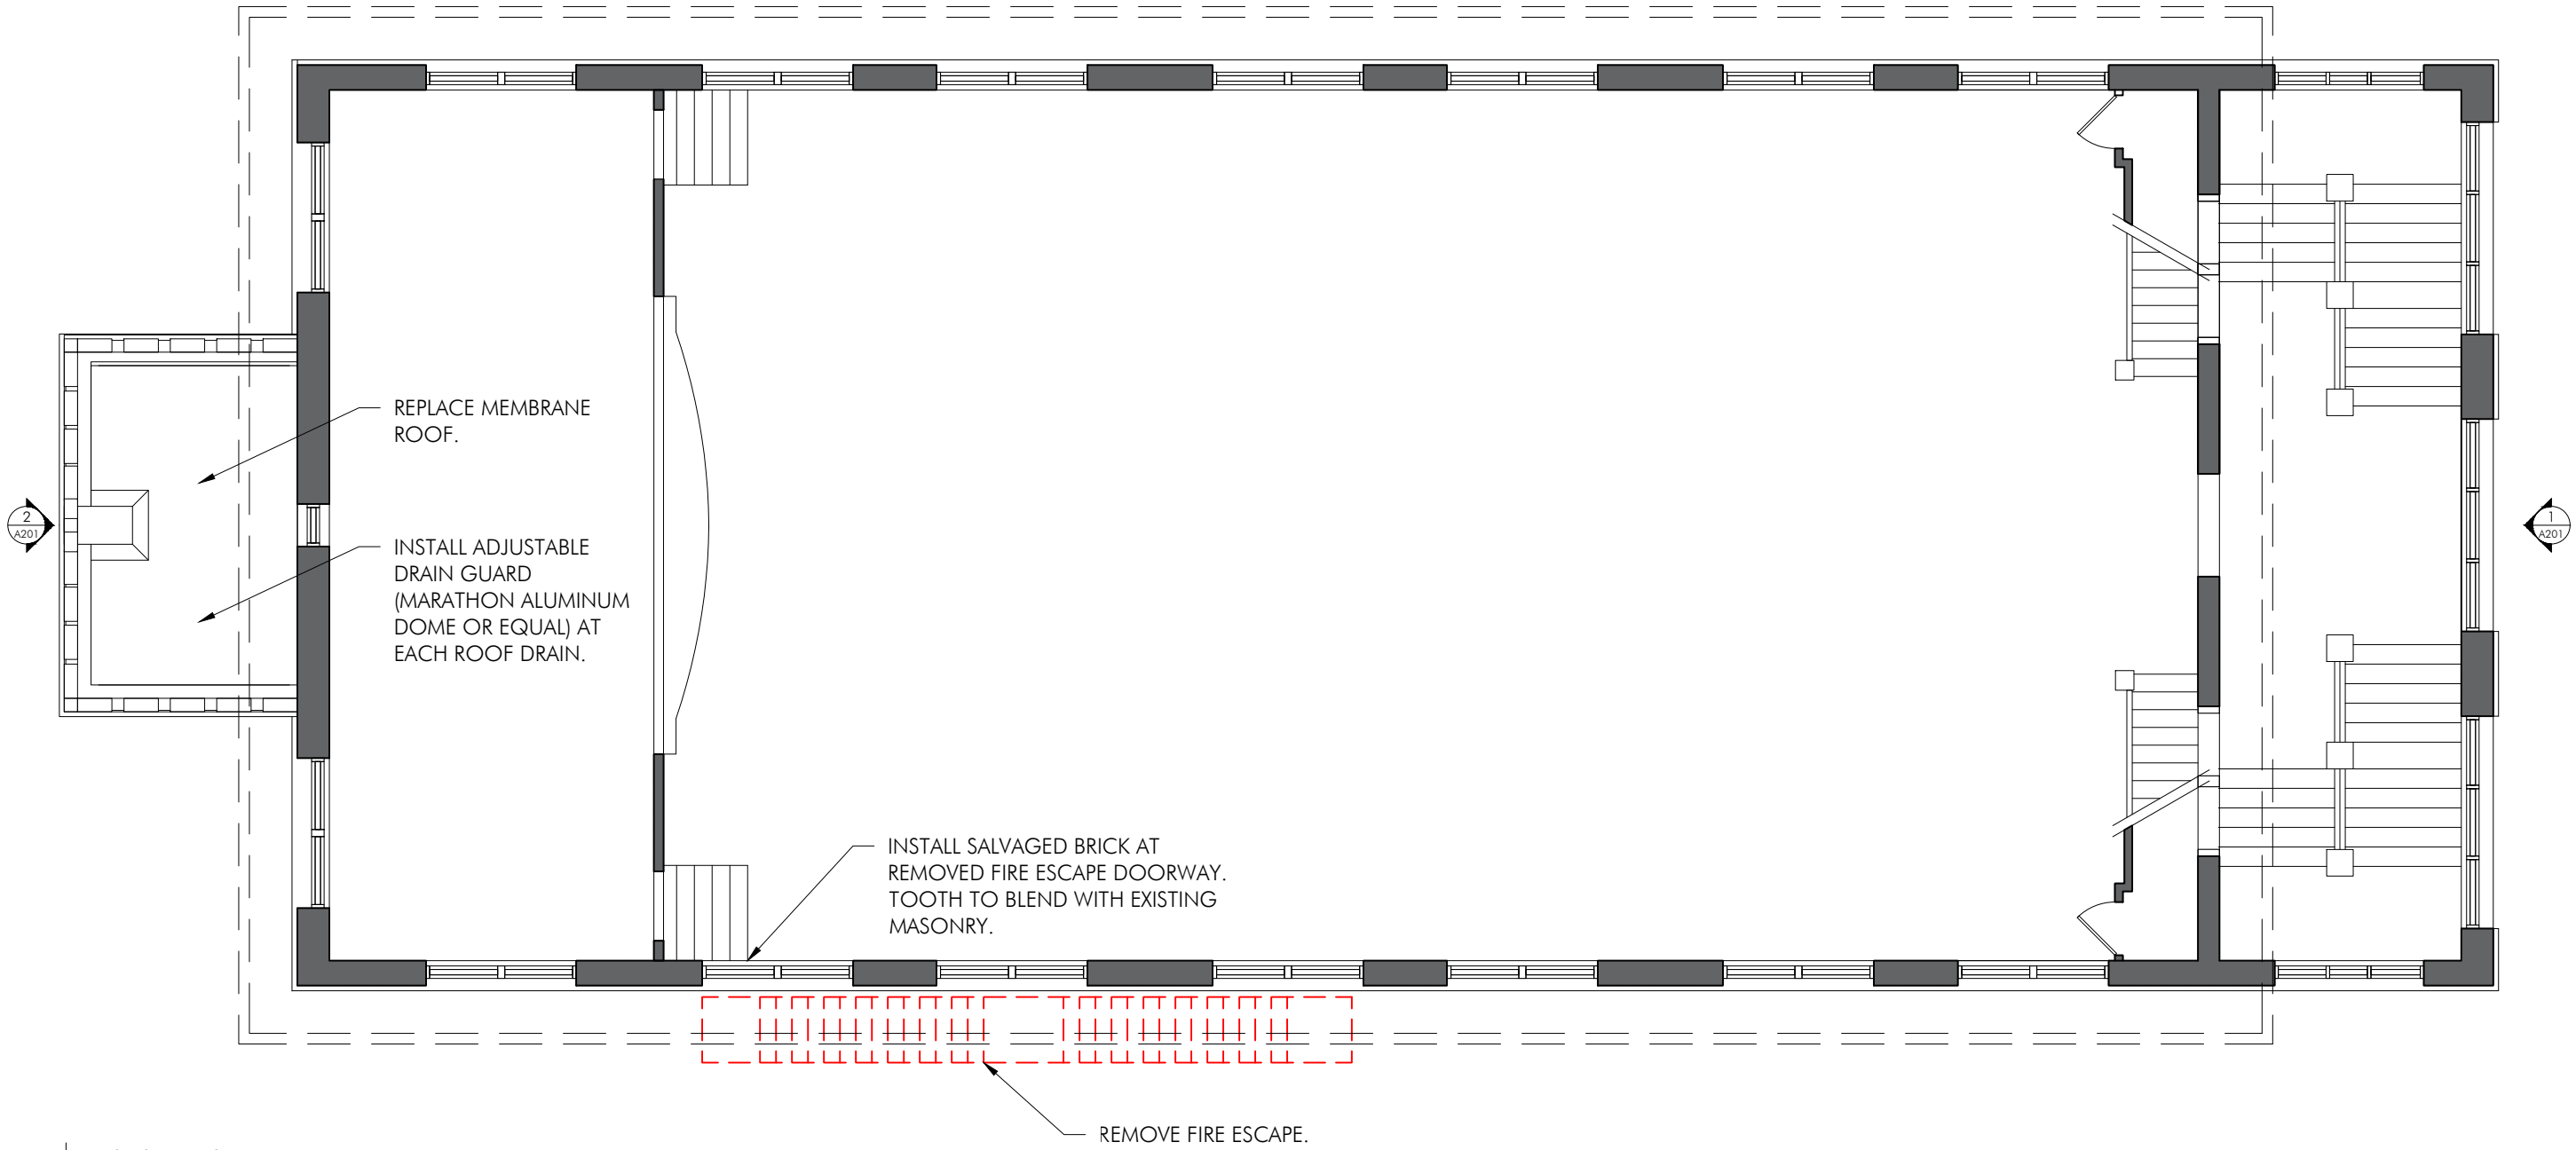 REPLACE MEMBRANE
ROOF.
2
A201
INSTALL ADJUSTABLE
DRAIN GUARD
(MARATHON ALUMINUM
DOME OR EQUAL) AT
EACH ROOF DRAIN.
1
A201
INSTALL SALVAGED BRICK AT
REMOVED FIRE ESCAPE DOORWAY.
TOOTH TO BLEND WITH EXISTING
MASONRY.
REMOVE FIRE ESCAPE.